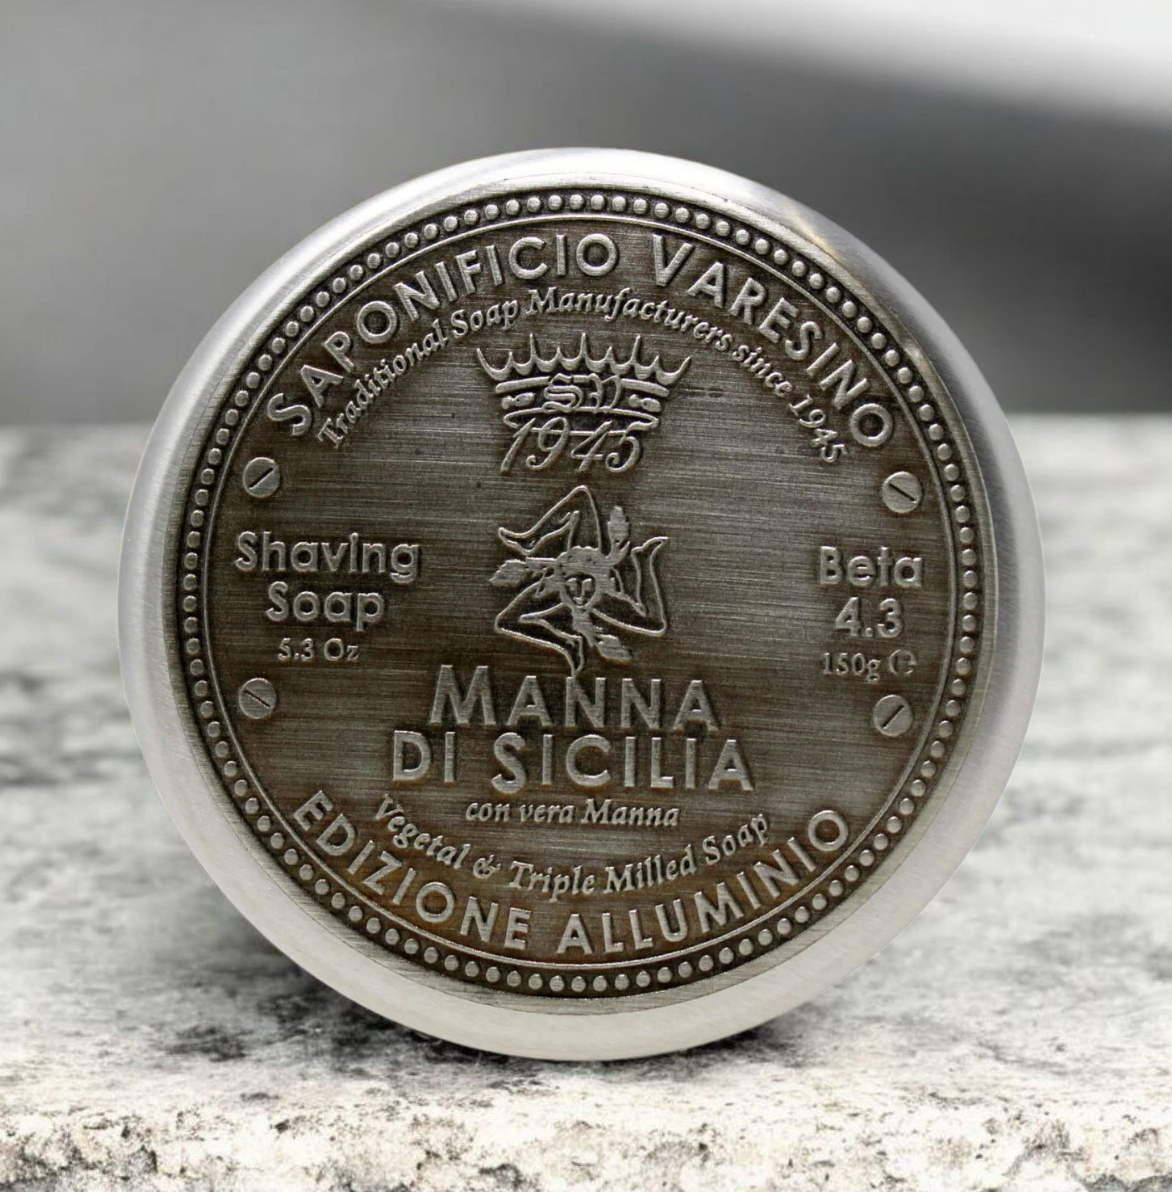 SAPONIFICIO VARESINO
Traditional Soap Manufacturers since 1945
SV
1945
Shaving
Soap
5.3 Oz
Beta
4.3
150g ℮
MANNA
DI SICILIA
con vera Manna
Vegetal & Triple Milled Soap
EDIZIONE ALLUMINIO